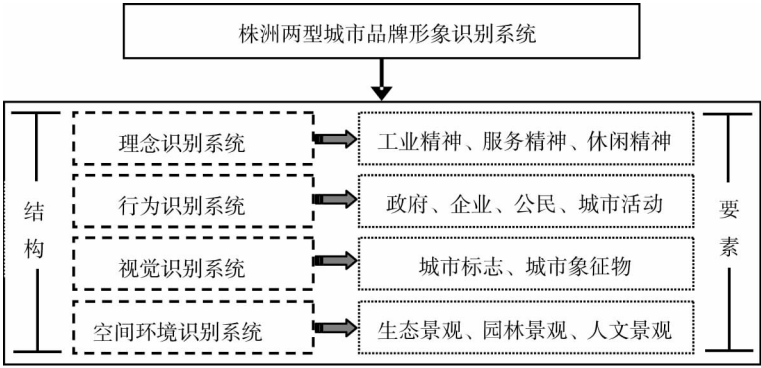 株洲两型城市品牌形象识别系统
结构
理念识别系统
工业精神、服务精神、休闲精神
行为识别系统
政府、企业、公民、城市活动
视觉识别系统
城市标志、城市象征物
空间环境识别系统
生态景观、园林景观、人文景观
要素